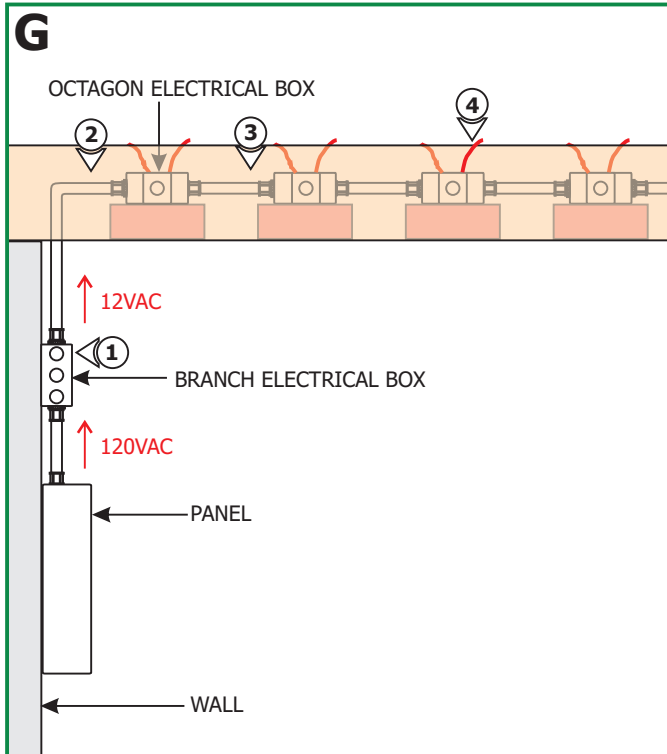 G
OCTAGON ELECTRICAL BOX
2
3
4
12VAC
1
BRANCH ELECTRICAL BOX
120VAC
PANEL
WALL